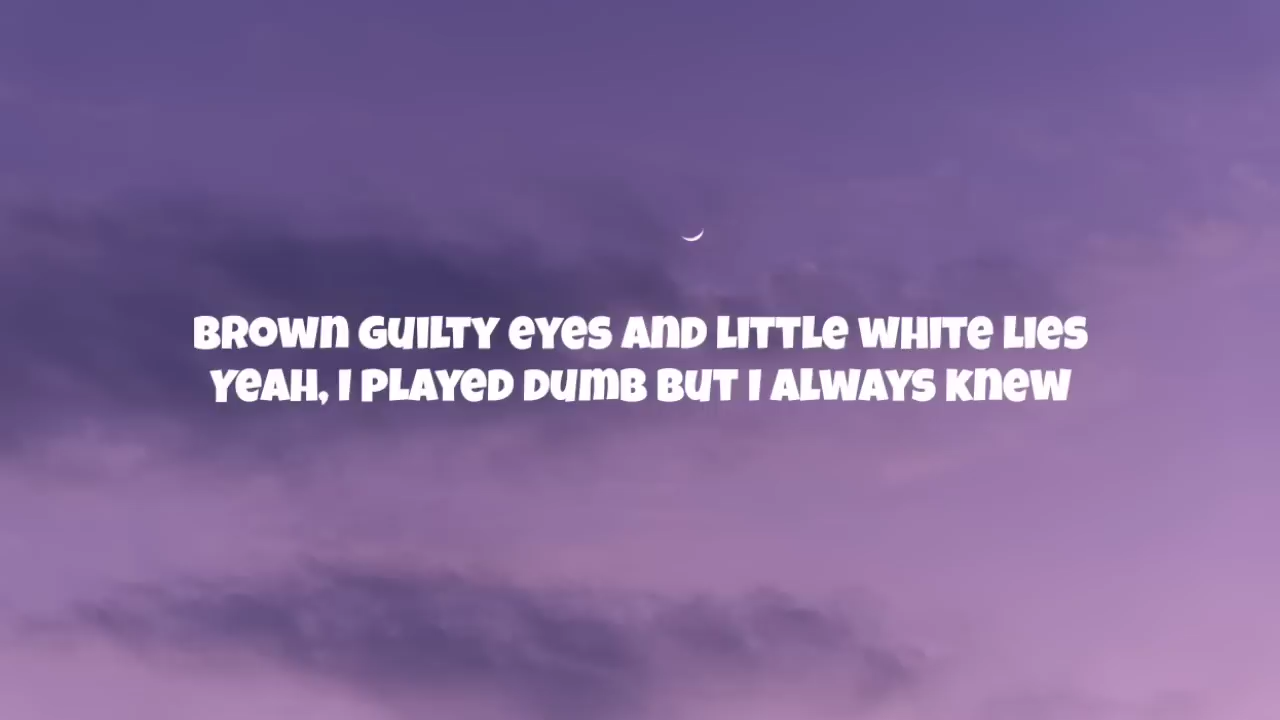 Brown guilty eyes and little white lies
Yeah, I played dumb but I always knew